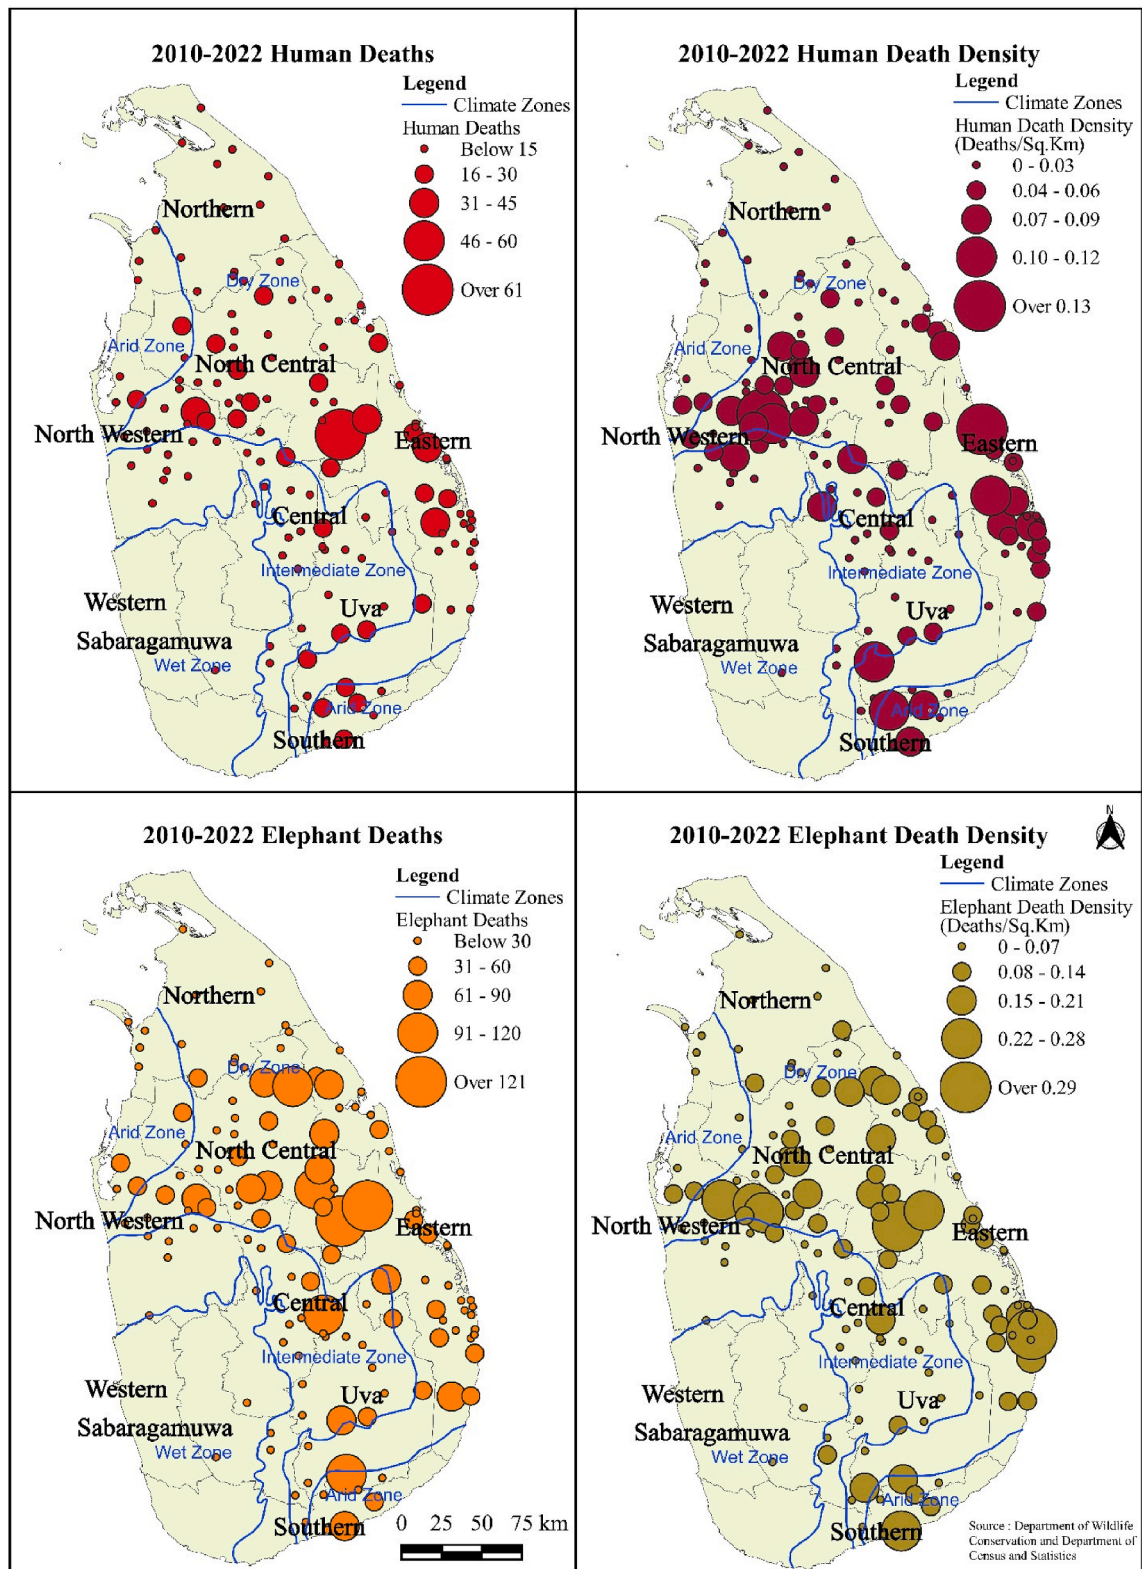 2010-2022 Human Deaths
Legend
Climate Zones
Human Deaths
Below 15
16 - 30
31 - 45
46 - 60
Over 61
Northern
Dry Zone
Arid Zone
North Central
North Western
Eastern
Central
Intermediate Zone
Western
Uva
Sabaragamuwa
Wet Zone
Arid Zone
Southern
2010-2022 Human Death Density
Legend
Climate Zones
Human Death Density
(Deaths/Sq.Km)
0 - 0.03
0.04 - 0.06
0.07 - 0.09
0.10 - 0.12
Over 0.13
Northern
Dry Zone
Arid Zone
North Central
North Western
Eastern
Central
Intermediate Zone
Western
Uva
Sabaragamuwa
Wet Zone
Arid Zone
Southern
2010-2022 Elephant Deaths
Legend
Climate Zones
Elephant Deaths
Below 30
31 - 60
61 - 90
91 - 120
Over 121
Northern
Dry Zone
Arid Zone
North Central
North Western
Eastern
Central
Intermediate Zone
Western
Uva
Sabaragamuwa
Wet Zone
Arid Zone
Southern
0 25 50 75 km
2010-2022 Elephant Death Density
N
Legend
Climate Zones
Elephant Death Density
(Deaths/Sq.Km)
0 - 0.07
0.08 - 0.14
0.15 - 0.21
0.22 - 0.28
Over 0.29
Northern
Dry Zone
Arid Zone
North Central
North Western
Eastern
Central
Intermediate Zone
Western
Uva
Sabaragamuwa
Wet Zone
Arid Zone
Southern
Source : Department of Wildlife
Conservation and Department of
Census and Statistics